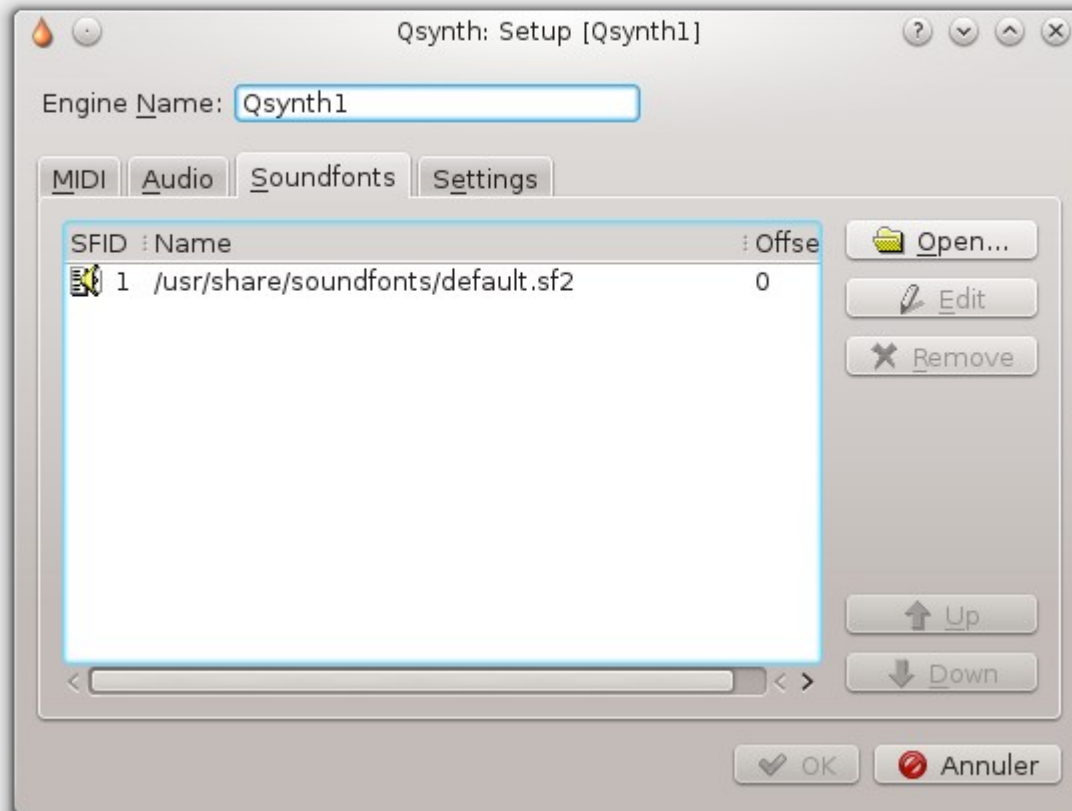 Qsynth: Setup [Qsynth1]
Engine Name: Qsynth1
MIDI Audio Soundfonts Settings
SFID Name Offse
1 /usr/share/soundfonts/default.sf2 0
Open...
Edit
Remove
Up
Down
OK Annuler